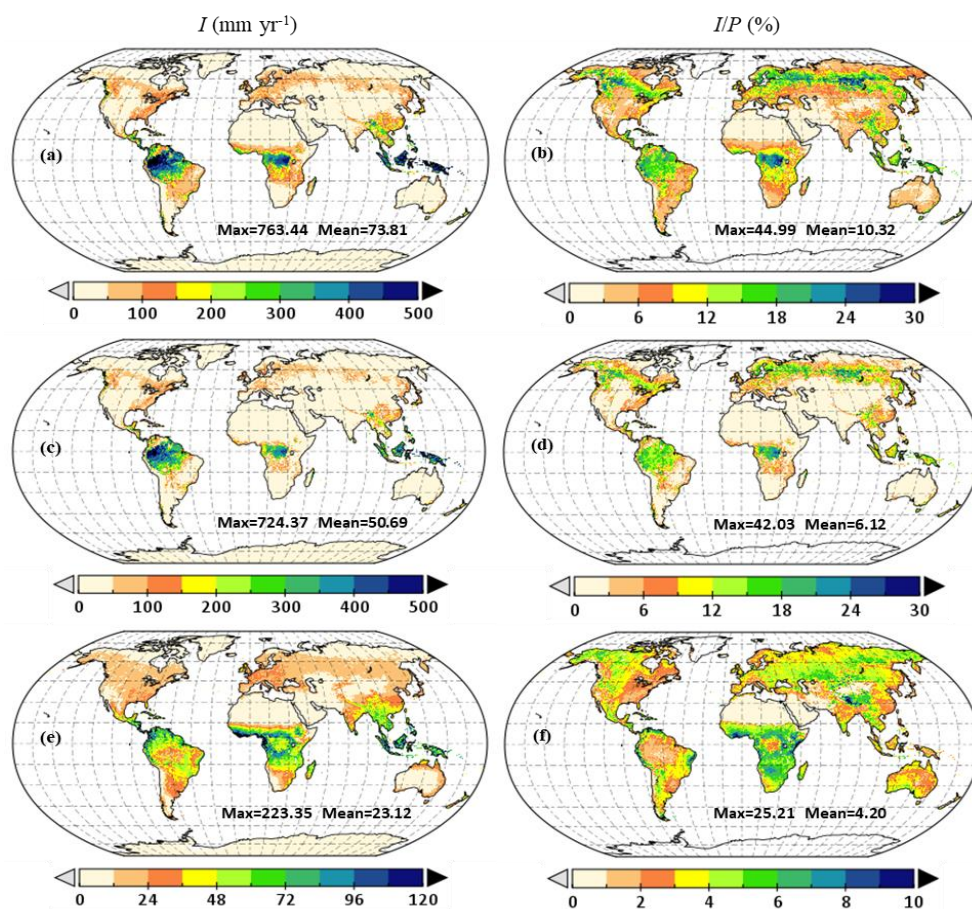 I (mm yr-1)
I/P (%)
(a)
Max=763.44 Mean=73.81
(b)
Max=44.99 Mean=10.32
0 100 200 300 400 500
0 6 12 18 24 30
(c)
Max=724.37 Mean=50.69
(d)
Max=42.03 Mean=6.12
0 100 200 300 400 500
0 6 12 18 24 30
(e)
Max=223.35 Mean=23.12
(f)
Max=25.21 Mean=4.20
0 24 48 72 96 120
0 2 4 6 8 10